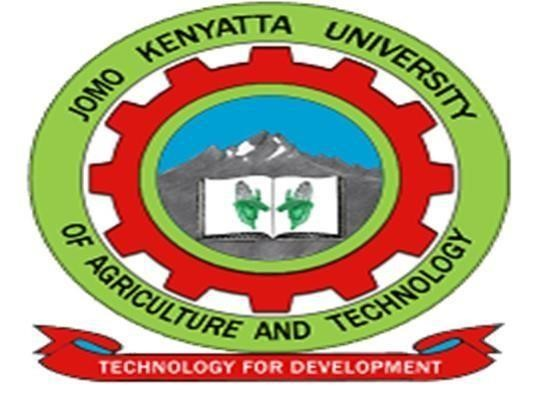 JOMO KENYATTA UNIVERSITY
OF AGRICULTURE AND TECHNOLOGY
TECHNOLOGY FOR DEVELOPMENT